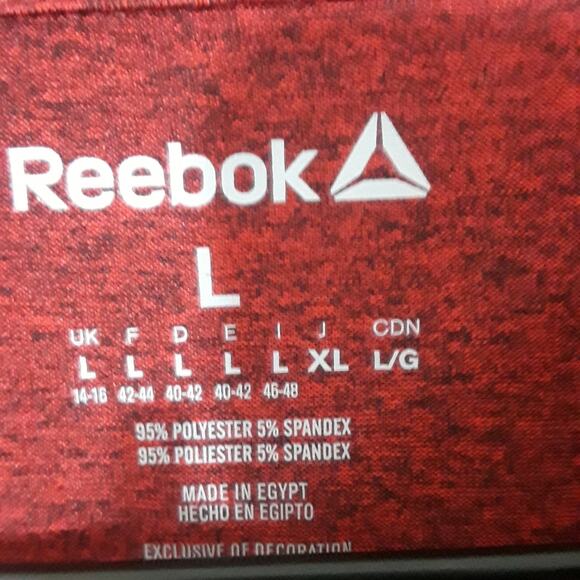 Reebok
L
UK F D E I J CDN
L L L L L XL L/G
14-16 42-44 40-42 40-42 46-48
95% POLYESTER 5% SPANDEX
95% POLIESTER 5% SPANDEX
MADE IN EGYPT
HECHO EN EGIPTO
EXCLUSIVE OF DECORATION